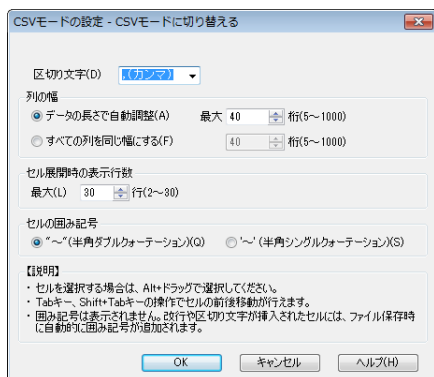 CSVモードの設定 - CSVモードに切り替える
区切り文字(D) ,(カンマ)
列の幅
データの長さで自動調整(A) 最大 40 桁(5～1000)
すべての列を同じ幅にする(F) 40 桁(5～1000)
セル展開時の表示行数
最大(L) 30 行(2～30)
セルの囲み記号
"～"(半角ダブルクォーテーション)(Q) '～'(半角シングルクォーテーション)(S)
【説明】
・ セルを選択する場合は、Alt+ドラッグで選択してください。
・ Tabキー、Shift+Tabキーの操作でセルの前後移動が行えます。
・ 囲み記号は表示されません。改行や区切り文字が挿入されたセルには、ファイル保存時
に自動的に囲み記号が追加されます。
OK キャンセル ヘルプ(H)